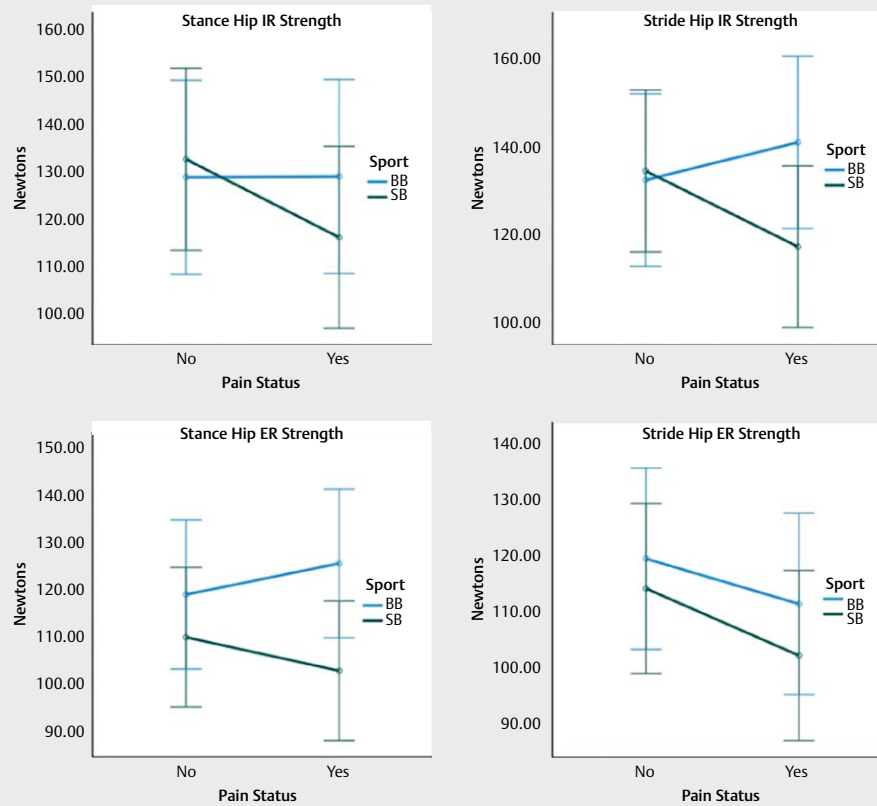 Stance Hip IR Strength
160.00
150.00
140.00
130.00
120.00
110.00
100.00
Newtons
No Yes
Pain Status
Sport
BB
SB
Stride Hip IR Strength
160.00
140.00
120.00
100.00
Newtons
No Yes
Pain Status
Sport
BB
SB
Stance Hip ER Strength
150.00
140.00
130.00
120.00
110.00
100.00
90.00
Newtons
No Yes
Pain Status
Sport
BB
SB
Stride Hip ER Strength
140.00
130.00
120.00
110.00
100.00
90.00
Newtons
No Yes
Pain Status
Sport
BB
SB